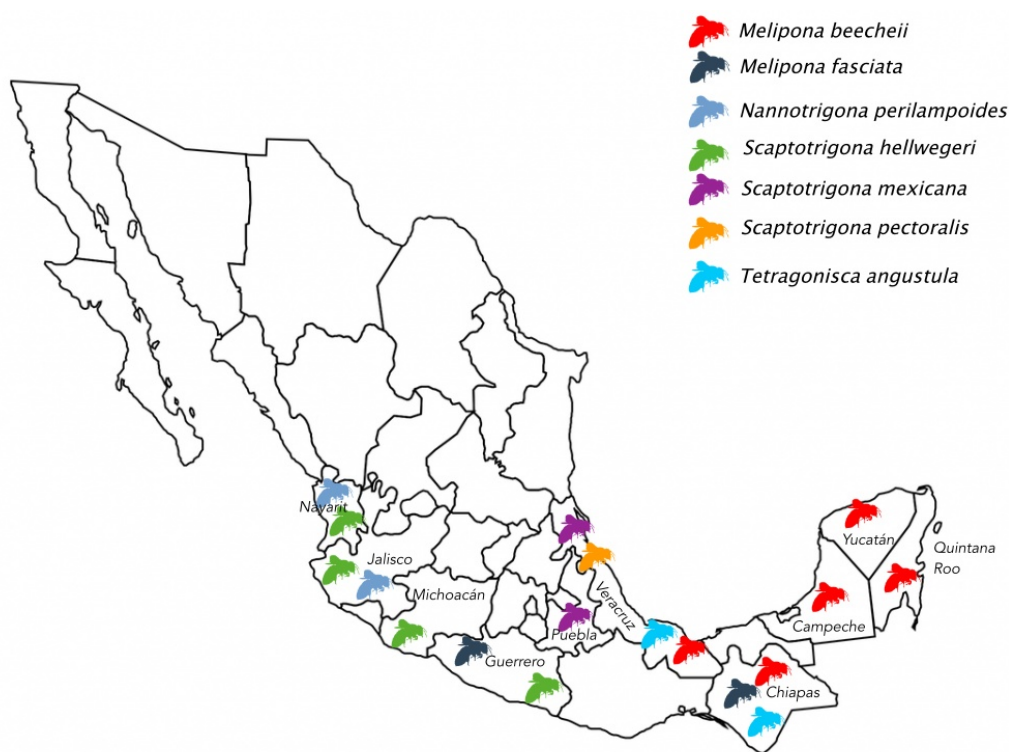 Melipona beecheii
Melipona fasciata
Nannotrigona perilampoides
Scaptotrigona hellwegeri
Scaptotrigona mexicana
Scaptotrigona pectoralis
Tetragonisca angustula
Nayarit
Jalisco
Michoacán
Guerrero
Puebla
Veracruz
Yucatán
Quintana
Roo
Campeche
Chiapas